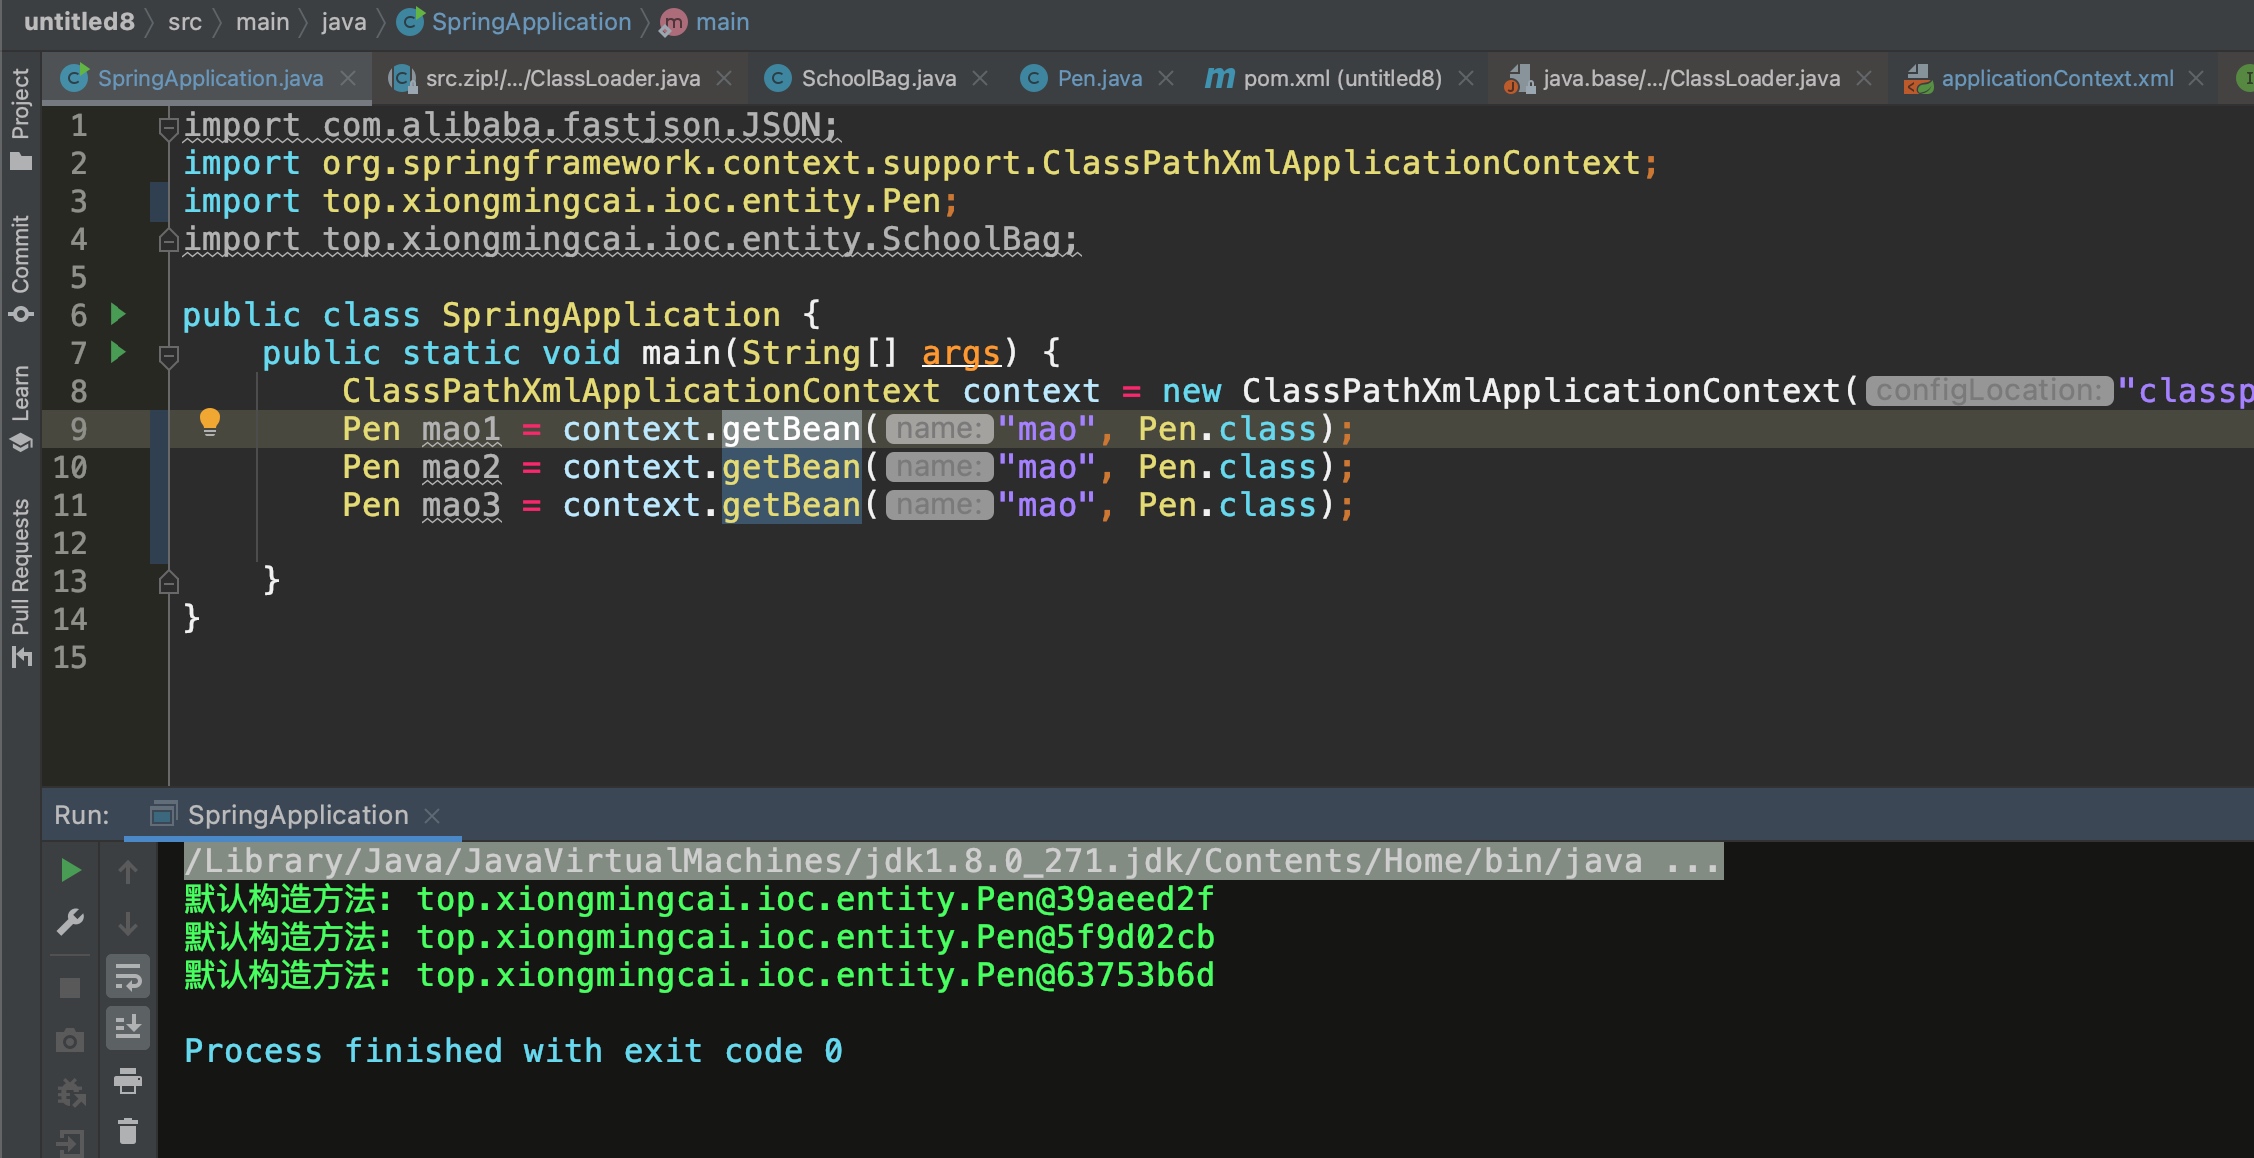 untitled8 src main java SpringApplication main
SpringApplication.java src.zip!/.../ClassLoader.java SchoolBag.java Pen.java pom.xml (untitled8) java.base/.../ClassLoader.java applicationContext.xml
Project
Commit
Learn
Pull Requests
1 import com.alibaba.fastjson.JSON;
2 import org.springframework.context.support.ClassPathXmlApplicationContext;
3 import top.xiongmingcai.ioc.entity.Pen;
4 import top.xiongmingcai.ioc.entity.SchoolBag;
5
6 public class SpringApplication {
7 public static void main(String[] args) {
8 ClassPathXmlApplicationContext context = new ClassPathXmlApplicationContext( configLocation: "classp
9 Pen mao1 = context.getBean( name: "mao", Pen.class);
10 Pen mao2 = context.getBean( name: "mao", Pen.class);
11 Pen mao3 = context.getBean( name: "mao", Pen.class);
12
13 }
14 }
15
Run: SpringApplication
/Library/Java/JavaVirtualMachines/jdk1.8.0_271.jdk/Contents/Home/bin/java ...
默认构造方法: top.xiongmingcai.ioc.entity.Pen@39aeed2f
默认构造方法: top.xiongmingcai.ioc.entity.Pen@5f9d02cb
默认构造方法: top.xiongmingcai.ioc.entity.Pen@63753b6d
Process finished with exit code 0